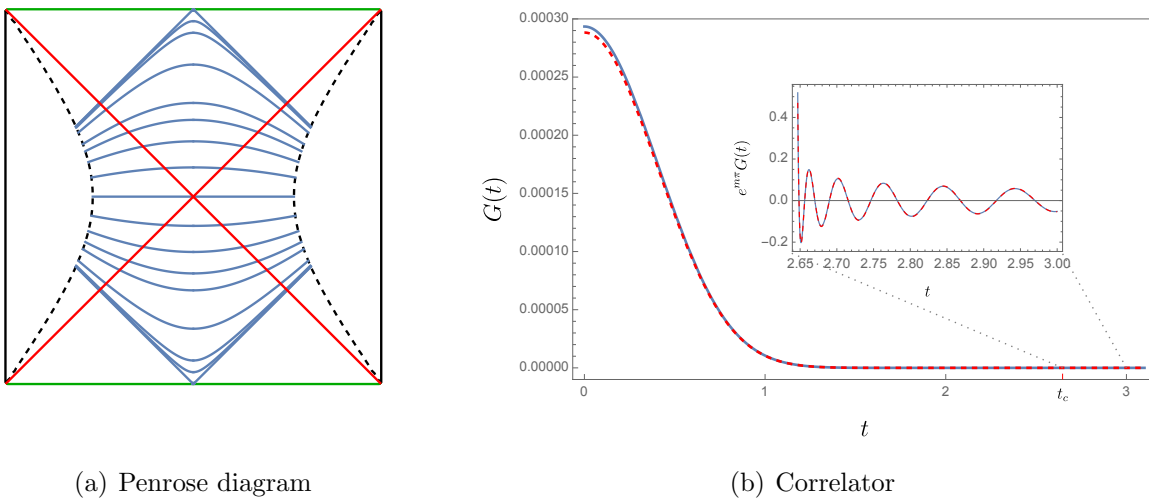 0.00030
0.00025
0.00020
0.00015
0.00010
0.00005
0.00000
G(t)
0
1
2
t_c
3
t
0.4
0.2
0.0
−0.2
e^{mπ}G(t)
2.65 2.70 2.75 2.80 2.85 2.90 2.95 3.00
t
(a) Penrose diagram
(b) Correlator